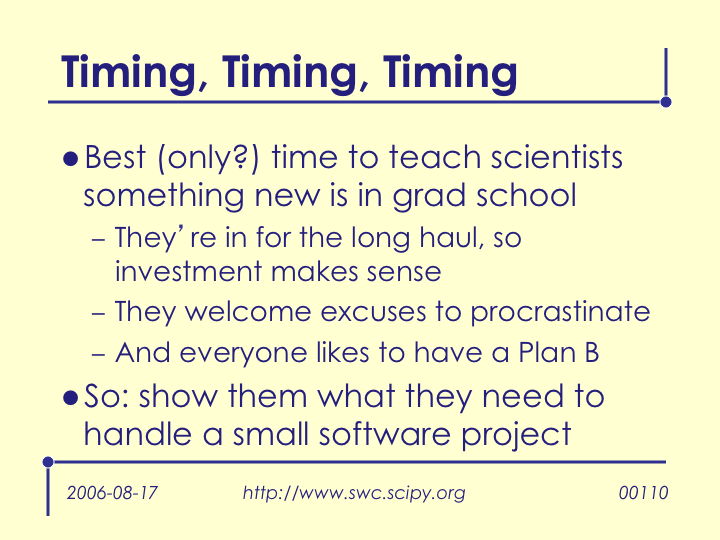 Timing, Timing, Timing
●Best (only?) time to teach scientists
something new is in grad school
– They’re in for the long haul, so
investment makes sense
– They welcome excuses to procrastinate
– And everyone likes to have a Plan B
●So: show them what they need to
handle a small software project
2006-08-17 http://www.swc.scipy.org 00110